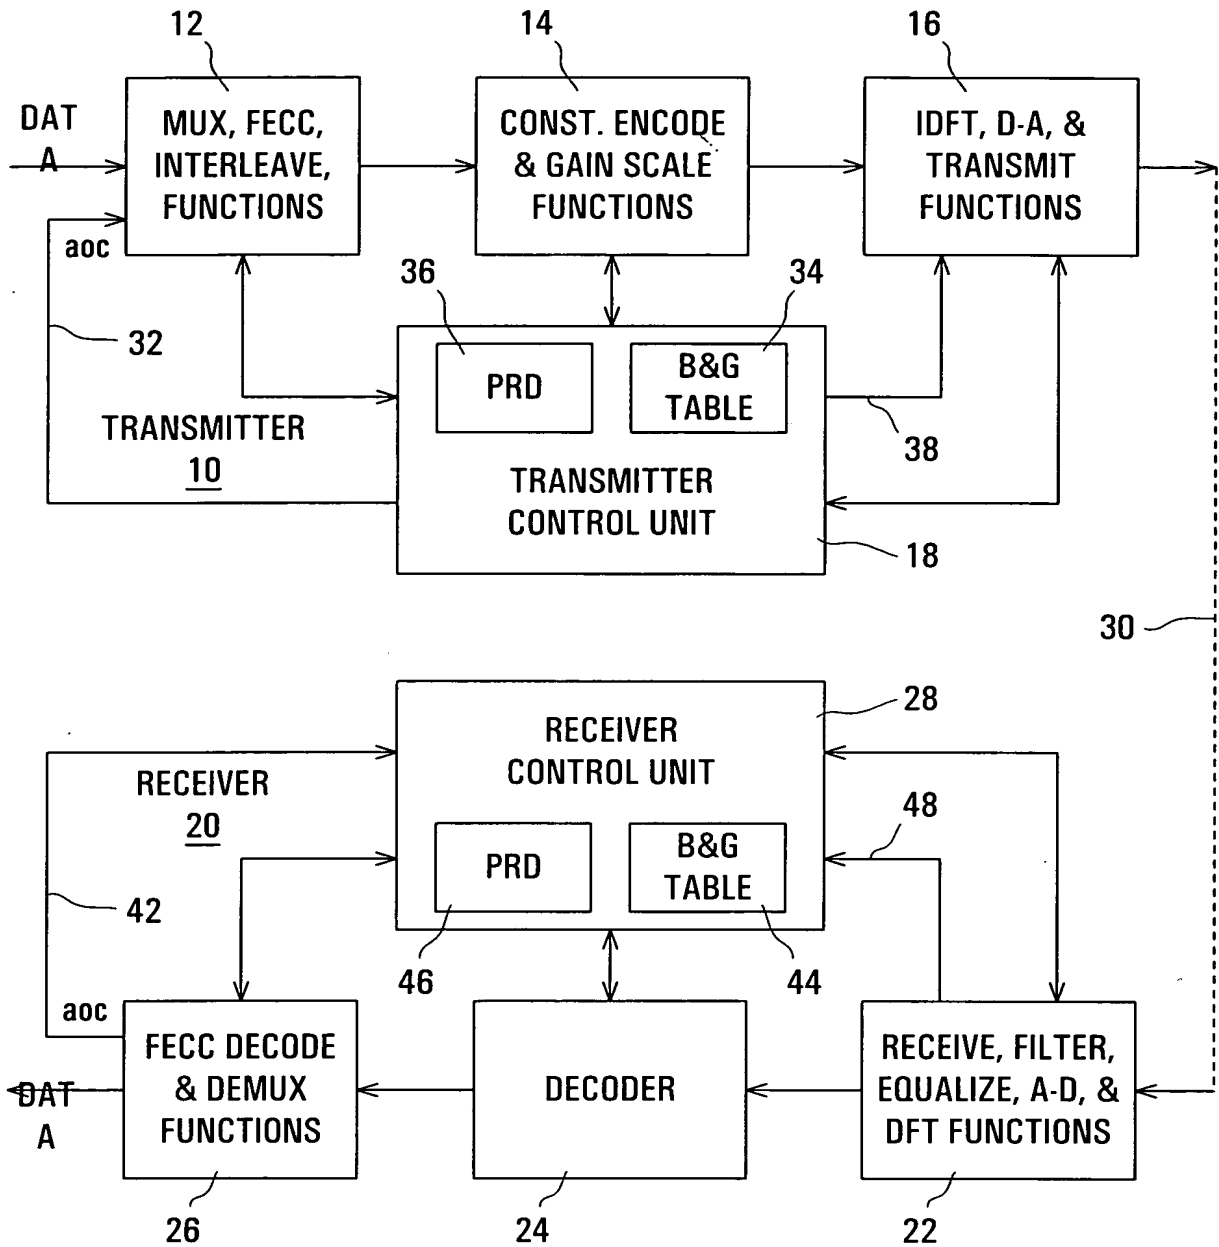 12
14
16
DAT
A
MUX, FECC,
INTERLEAVE,
FUNCTIONS
CONST. ENCODE
& GAIN SCALE
FUNCTIONS
IDFT, D-A, &
TRANSMIT
FUNCTIONS
aoc
36
34
32
PRD
B&G
TABLE
38
TRANSMITTER
10
TRANSMITTER
CONTROL UNIT
18
30
28
RECEIVER
CONTROL UNIT
RECEIVER
20
48
PRD
B&G
TABLE
42
46
44
aoc
DAT
A
FECC DECODE
& DEMUX
FUNCTIONS
DECODER
RECEIVE, FILTER,
EQUALIZE, A-D, &
DFT FUNCTIONS
26
24
22